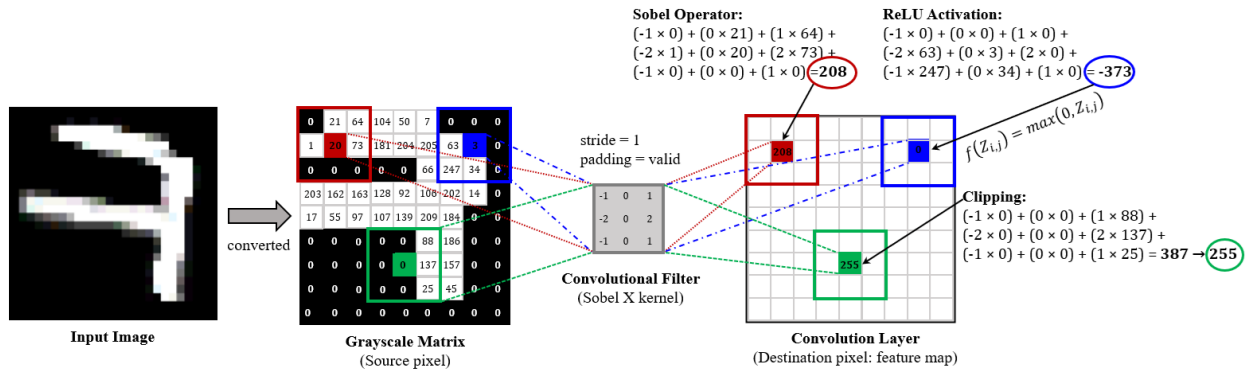 Sobel Operator:
(-1 × 0) + (0 × 21) + (1 × 64) +
(-2 × 1) + (0 × 20) + (2 × 73) +
(-1 × 0) + (0 × 0) + (1 × 0) =208
ReLU Activation:
(-1 × 0) + (0 × 0) + (1 × 0) +
(-2 × 63) + (0 × 3) + (2 × 0) +
(-1 × 247) + (0 × 34) + (1 × 0) = -373
Input Image
converted
0 21 64 104 50 7 0 0 0
1 20 73 181 204 205 63 3 0
0 0 0 0 0 66 247 34 0
203 162 163 128 92 106 202 14 0
17 55 97 107 139 209 184 0 0
0 0 0 0 0 88 186 0 0
0 0 0 0 0 137 157 0 0
0 0 0 0 0 25 45 0 0
0 0 0 0 0 0 0 0 0
Grayscale Matrix
(Source pixel)
stride = 1
padding = valid
-1 0 1
-2 0 2
-1 0 1
Convolutional Filter
(Sobel X kernel)
208
0
255
Convolution Layer
(Destination pixel: feature map)
f(Zi,j) = max(0,Zi,j)
Clipping:
(-1 × 0) + (0 × 0) + (1 × 88) +
(-2 × 0) + (0 × 0) + (2 × 137) +
(-1 × 0) + (0 × 0) + (1 × 25) = 387 → 255